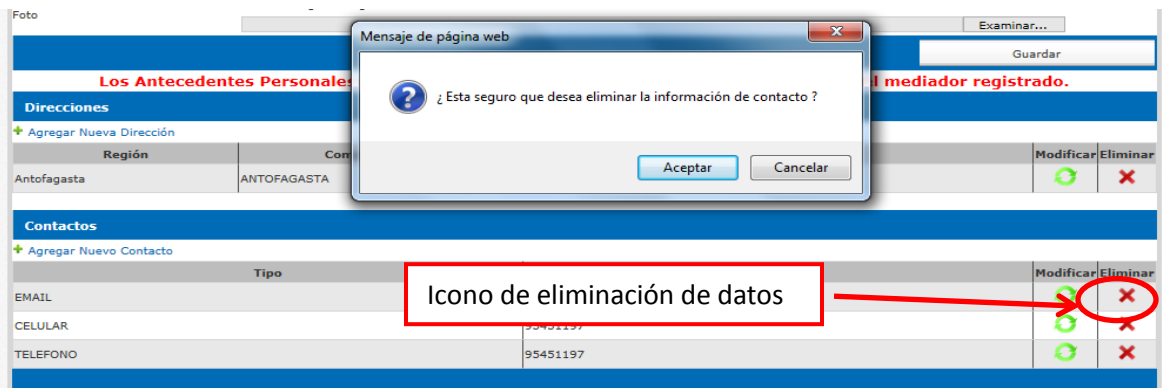 Foto
Examinar...
Mensaje de página web
Guardar
Los Antecedentes Personales
mediador registrado.
¿ Esta seguro que desea eliminar la información de contacto ?
Aceptar
Cancelar
Direcciones
Agregar Nueva Dirección
Región
Modificar Eliminar
Antofagasta ANTOFAGASTA
Contactos
Agregar Nuevo Contacto
Tipo
Modificar Eliminar
Icono de eliminación de datos
EMAIL
CELULAR 95451197
TELEFONO 95451197